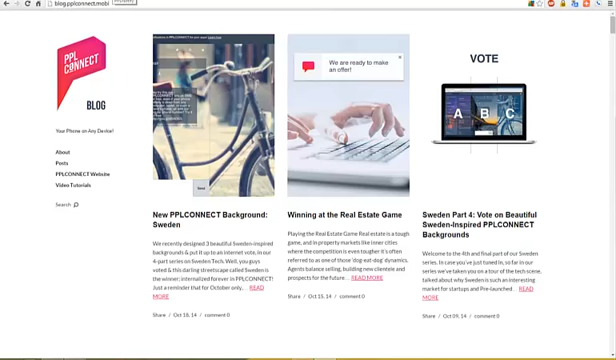 blog.pplconnect.mobi
PPL
CONNECT
BLOG
Your Phone on Any Device!
About
Posts
PPLCONNECT Website
Video Tutorials
Search
Send
New PPLCONNECT Background:
Sweden
We recently designed 3 beautiful Sweden-inspired
backgrounds & put it up to an internet vote, in our
4-part series on Sweden Tech. Well, you guys
voted & this darling streetscape called Sweden is the
winner; internalized forever in PPLCONNECT!
Just a reminder that for October only,.. READ
MORE
Share / Oct 18, 14 / comment 0
We are ready to make
an offer!
Winning at the Real Estate Game
Playing the Real Estate Game Real estate is a tough
game, and in property markets like inner cities
where the competition is even tougher it's often
referred to as one of those 'dog-eat-dog' dynamics.
Agents balance selling, building new clientele and
prospects for the future... READ MORE
Share / Oct 15, 14 / comment 0
VOTE
A B C
Sweden Part 4: Vote on Beautiful
Sweden-Inspired PPLCONNECT
Backgrounds
Welcome to the 4th and final part of our Sweden
series. In case you've just tuned in, so far in our
series we've taken you on a tour of the tech scene,
talked about why Sweden is such an interesting
market for startups and Pre-launched... READ
MORE
Share / Oct 09, 14 / comment 0